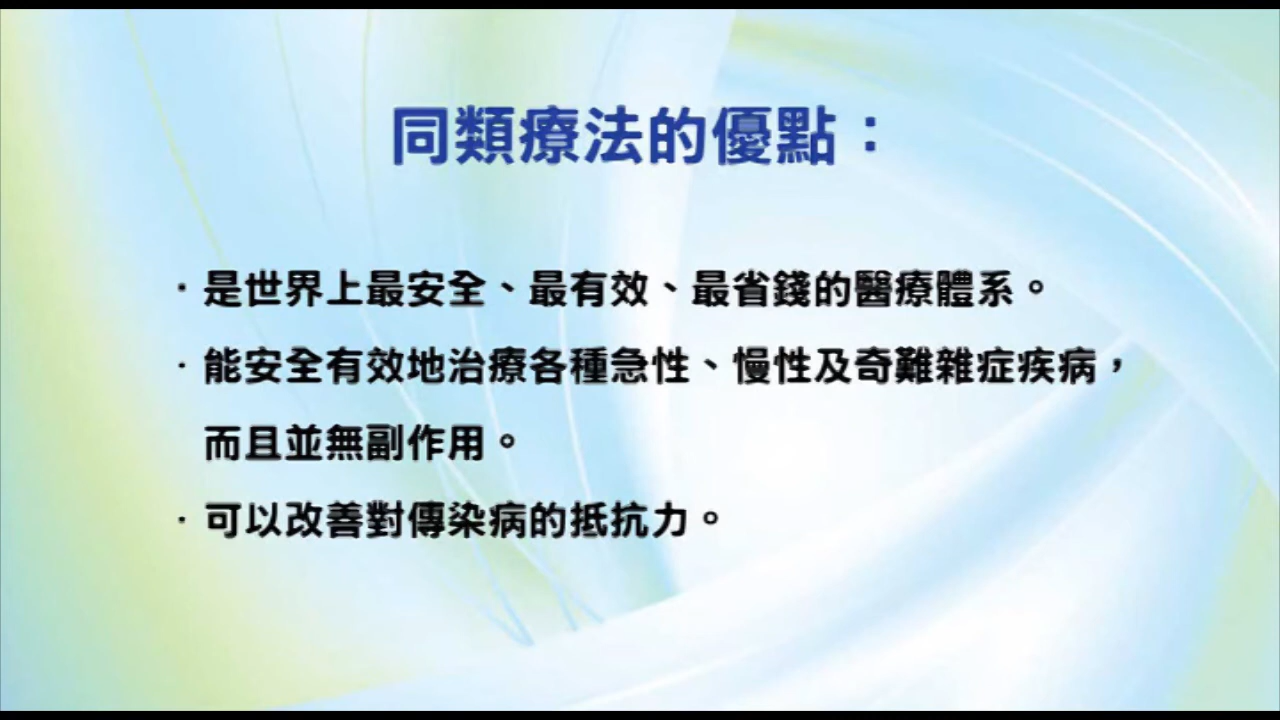 同類療法的優點：
·是世界上最安全、最有效、最省錢的醫療體系。
·能安全有效地治療各種急性、慢性及奇難雜症疾病，
而且並無副作用。
·可以改善對傳染病的抵抗力。